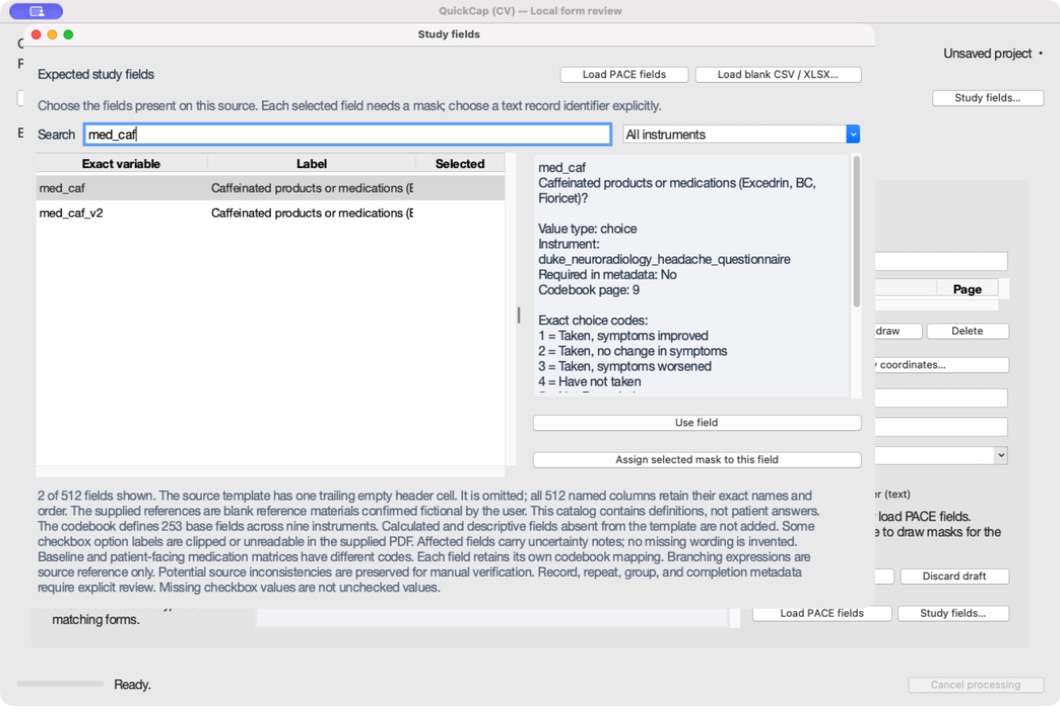 QuickCap (CV) — Local form review
Study fields
Unsaved project •
Expected study fields
Load PACE fields
Load blank CSV / XLSX...
Study fields...
Choose the fields present on this source. Each selected field needs a mask; choose a text record identifier explicitly.
Search
med_caf
All instruments
Exact variable
Label
Selected
med_caf
Caffeinated products or medications (E
med_caf_v2
Caffeinated products or medications (E
med_caf
Caffeinated products or medications (Excedrin, BC,
Fioricet)?
Value type: choice
Instrument:
duke_neuroradiology_headache_questionnaire
Required in metadata: No
Codebook page: 9
Exact choice codes:
1 = Taken, symptoms improved
2 = Taken, no change in symptoms
3 = Taken, symptoms worsened
4 = Have not taken
Use field
Assign selected mask to this field
Page
draw
Delete
coordinates...
2 of 512 fields shown. The source template has one trailing empty header cell. It is omitted; all 512 named columns retain their exact names and
order. The supplied references are blank reference materials confirmed fictional by the user. This catalog contains definitions, not patient answers.
The codebook defines 253 base fields across nine instruments. Calculated and descriptive fields absent from the template are not added. Some
checkbox option labels are clipped or unreadable in the supplied PDF. Affected fields carry uncertainty notes; no missing wording is invented.
Baseline and patient-facing medication matrices have different codes. Each field retains its own codebook mapping. Branching expressions are
source reference only. Potential source inconsistencies are preserved for manual verification. Record, repeat, group, and completion metadata
require explicit review. Missing checkbox values are not unchecked values.
r (text)
load PACE fields.
e to draw masks for the
Discard draft
matching forms.
Load PACE fields
Study fields...
Ready.
Cancel processing